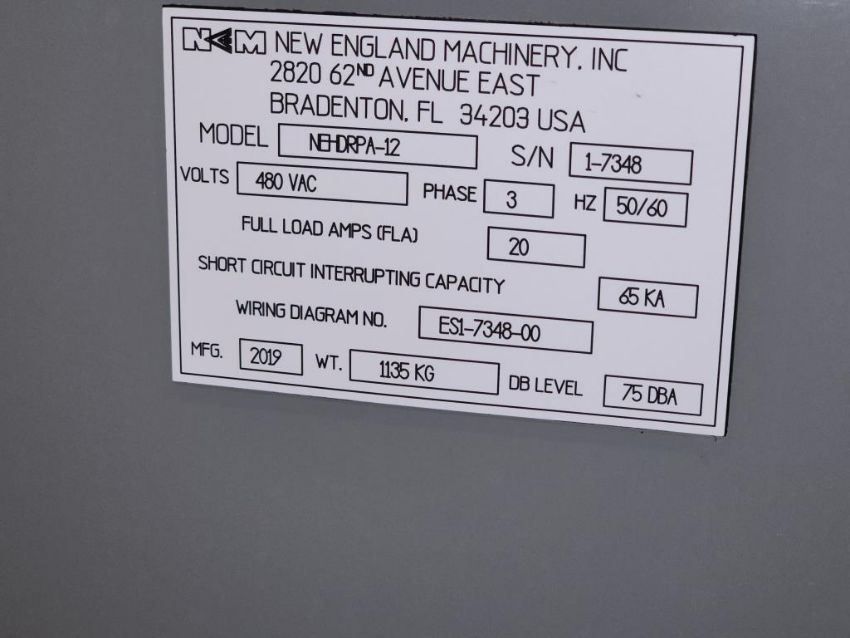 NEM NEW ENGLAND MACHINERY, INC
2820 62ND AVENUE EAST
BRADENTON, FL 34203 USA
MODEL NEHDRPA-12 S/N 1-7348
VOLTS 480 VAC PHASE 3 HZ 50/60
FULL LOAD AMPS (FLA) 20
SHORT CIRCUIT INTERRUPTING CAPACITY 65 KA
WIRING DIAGRAM NO. ES1-7348-00
MFG. 2019 WT. 1135 KG DB LEVEL 75 DBA